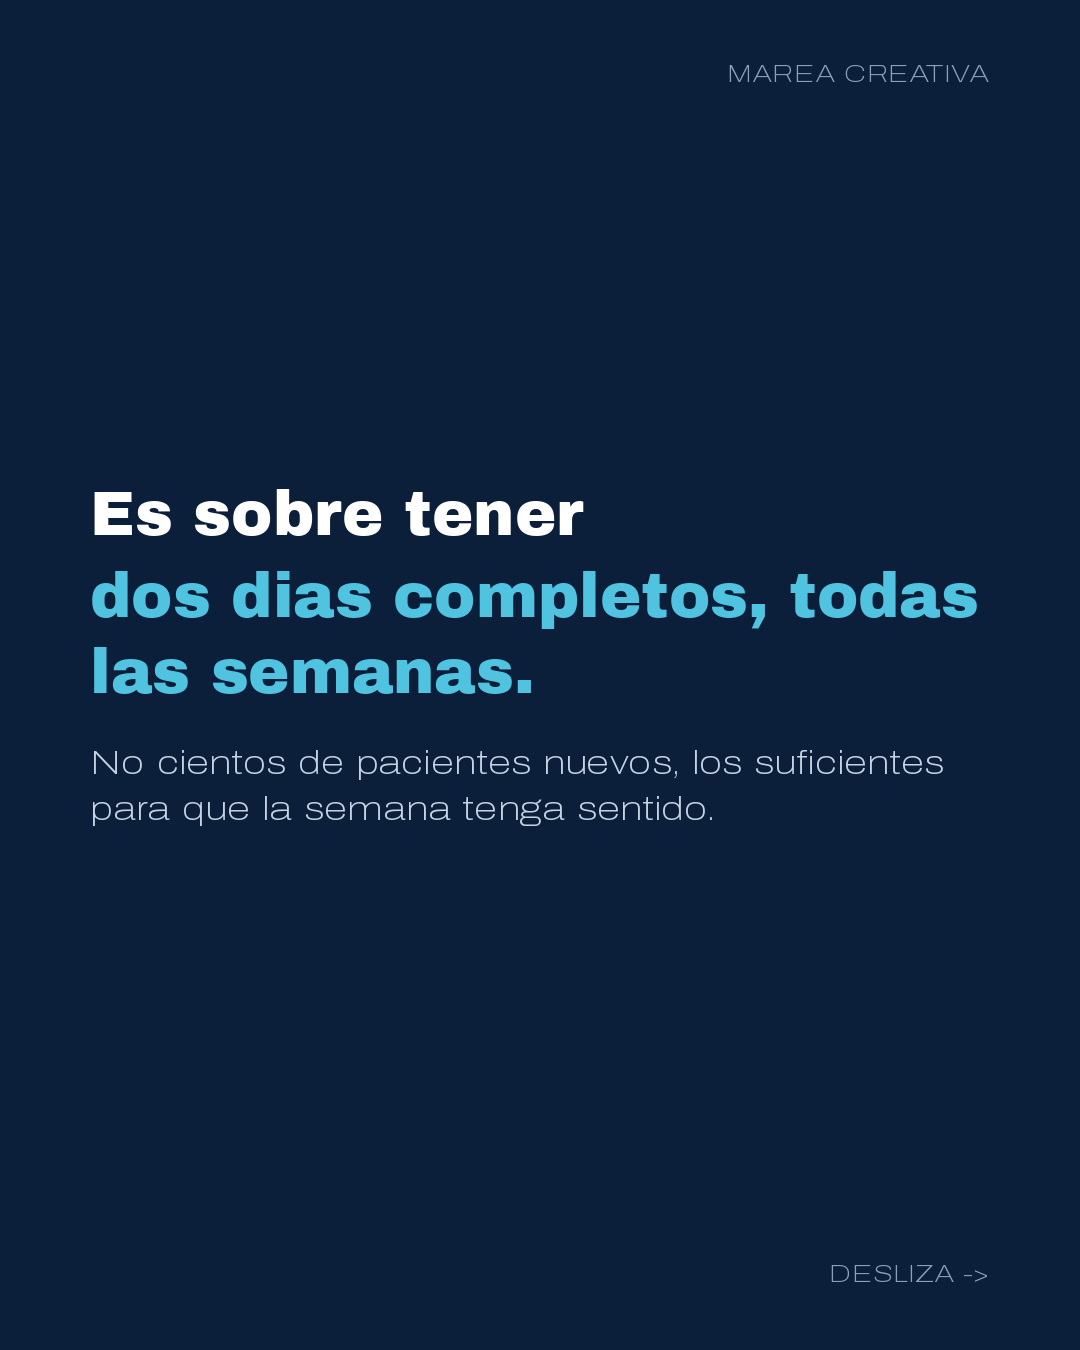 MAREA CREATIVA
Es sobre tener
dos dias completos, todas
las semanas.
No cientos de pacientes nuevos, los suficientes
para que la semana tenga sentido.
DESLIZA ->